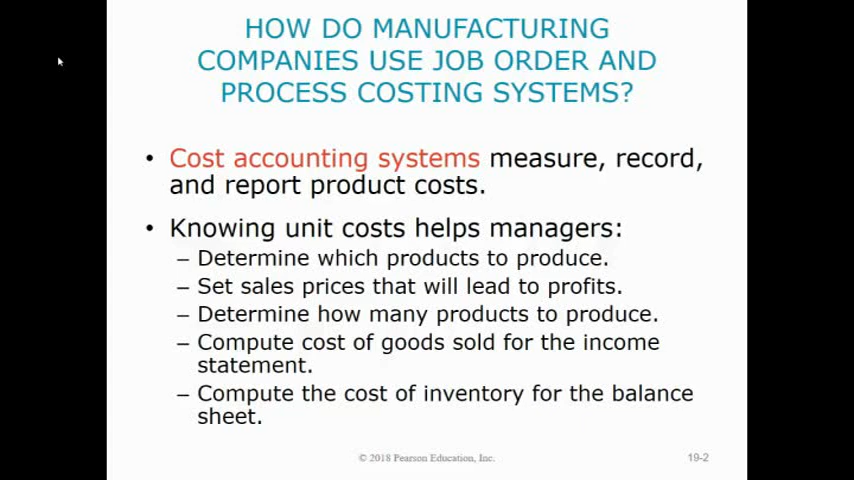 HOW DO MANUFACTURING
COMPANIES USE JOB ORDER AND
PROCESS COSTING SYSTEMS?
• Cost accounting systems measure, record,
and report product costs.
• Knowing unit costs helps managers:
– Determine which products to produce.
– Set sales prices that will lead to profits.
– Determine how many products to produce.
– Compute cost of goods sold for the income
statement.
– Compute the cost of inventory for the balance
sheet.
© 2018 Pearson Education, Inc.
19-2